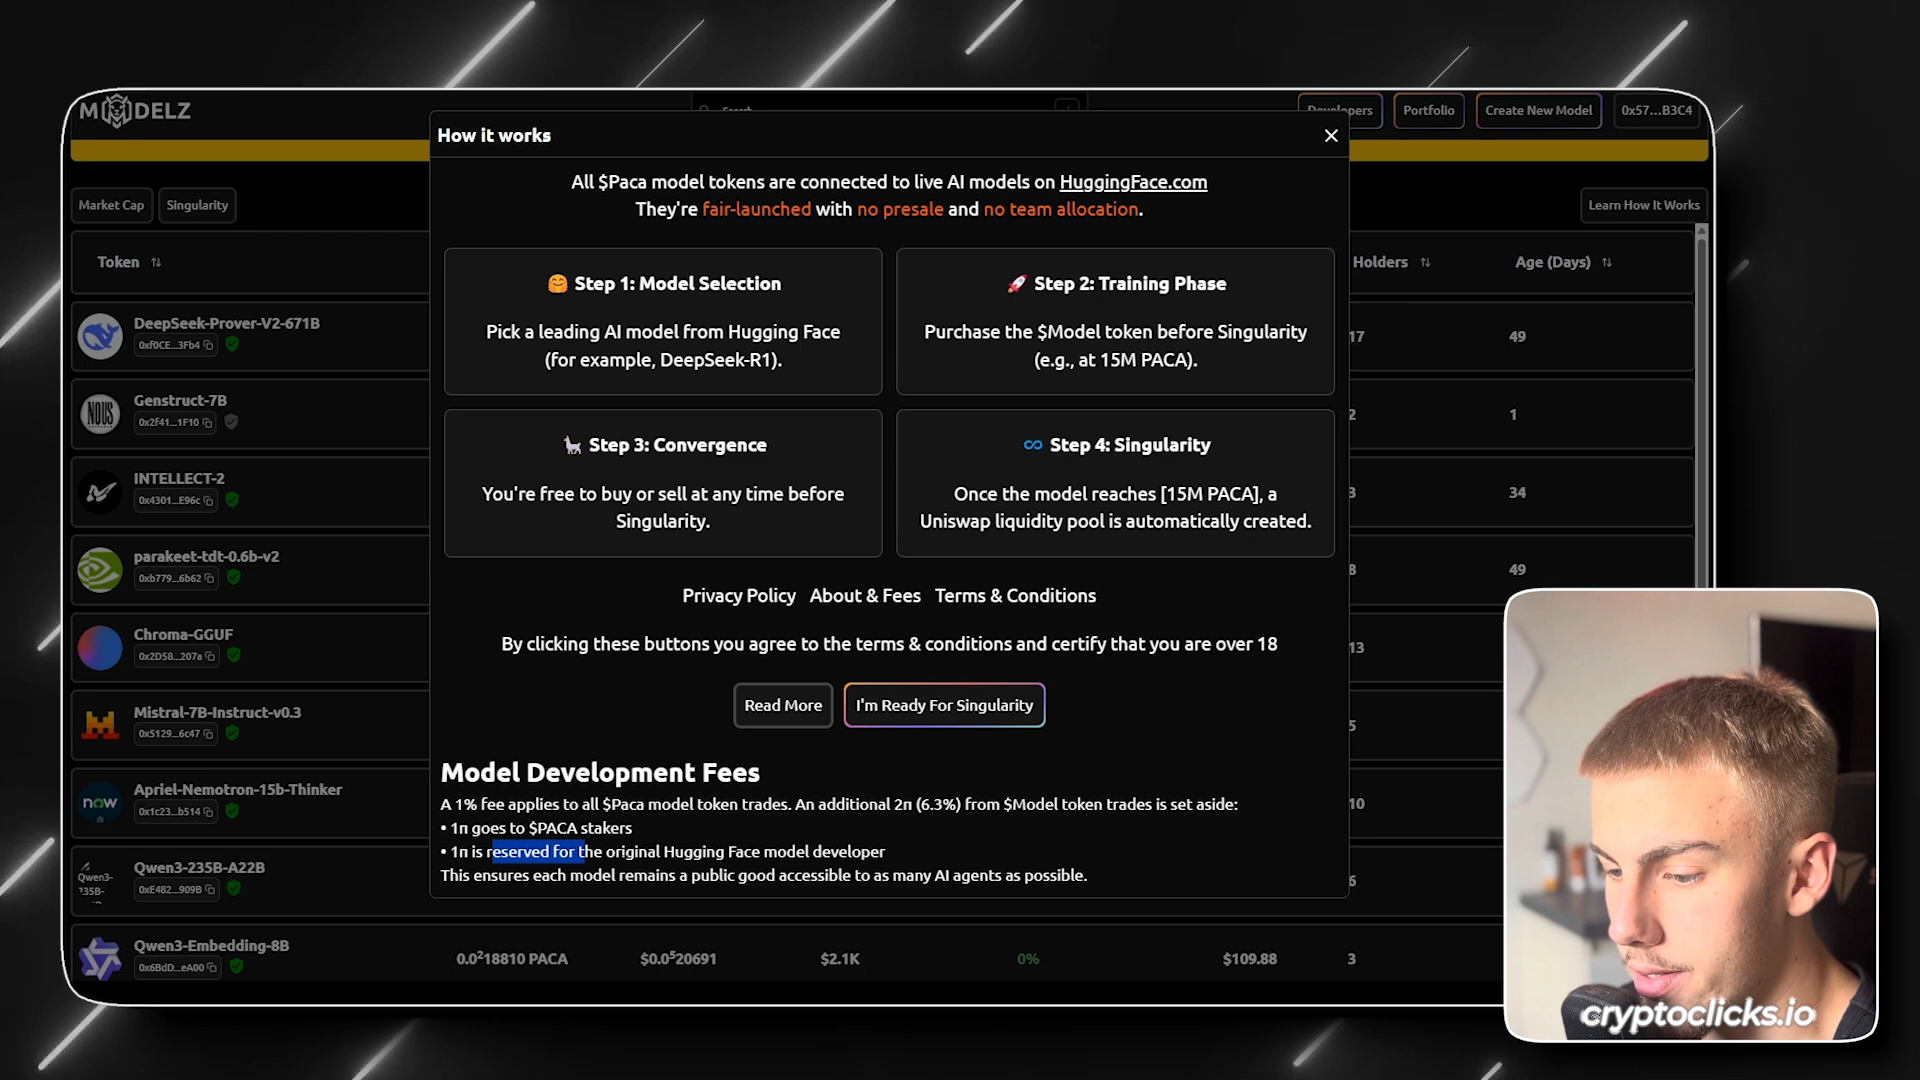 MODELZ
Developers
Portfolio
Create New Model
0x57...B3C4
How it works
Market Cap
Singularity
Learn How It Works
All $Paca model tokens are connected to live AI models on HuggingFace.com
They're fair-launched with no presale and no team allocation.
Token
Holders
Age (Days)
🤗 Step 1: Model Selection
Pick a leading AI model from Hugging Face
(for example, DeepSeek-R1).
🚀 Step 2: Training Phase
Purchase the $Model token before Singularity
(e.g., at 15M PACA).
🦙 Step 3: Convergence
You're free to buy or sell at any time before
Singularity.
∞ Step 4: Singularity
Once the model reaches [15M PACA], a
Uniswap liquidity pool is automatically created.
Privacy Policy About & Fees Terms & Conditions
By clicking these buttons you agree to the terms & conditions and certify that you are over 18
Read More
I'm Ready For Singularity
Model Development Fees
A 1% fee applies to all $Paca model token trades. An additional 2π (6.3%) from $Model token trades is set aside:
• 1π goes to $PACA stakers
• 1π is reserved for the original Hugging Face model developer
This ensures each model remains a public good accessible to as many AI agents as possible.
DeepSeek-Prover-V2-671B
0xf0CE...3Fb4
17
49
Genstruct-7B
0x2f41...1F10
2
1
INTELLECT-2
0x4301...E96c
3
34
parakeet-tdt-0.6b-v2
0xb779...6b62
8
49
Chroma-GGUF
0x2D58...207a
13
Mistral-7B-Instruct-v0.3
0x5129...6c47
5
Apriel-Nemotron-15b-Thinker
0x1c23...b514
10
Qwen3-235B-A22B
0xE482...909B
6
Qwen3-Embedding-8B
0x6BdD...eA00
0.0²18810 PACA
$0.0⁵20691
$2.1K
0%
$109.88
3
NOUS
now
Qwen3-
235B-
cryptoclicks.io